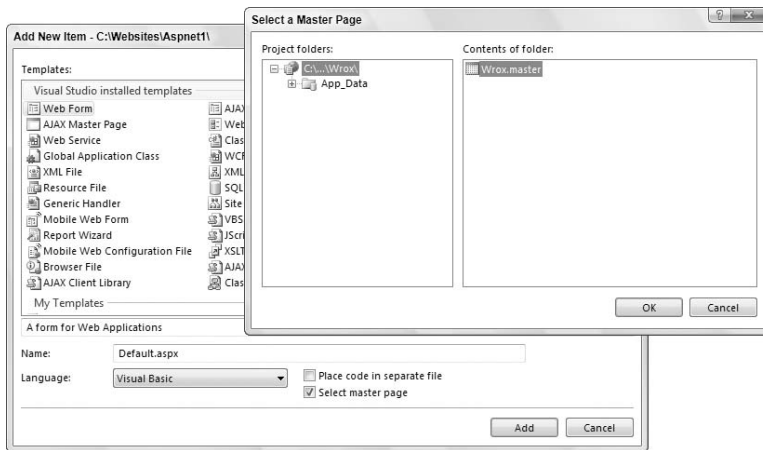 Add New Item - C:\Websites\Aspnet1\
Templates:
Visual Studio installed templates
Web Form
AJAX Master Page
Web Service
Global Application Class
XML File
Resource File
Generic Handler
Mobile Web Form
Report Wizard
Mobile Web Configuration File
Browser File
AJAX Client Library
AJAX
Web
Clas
WCF
XML
SQL
Site
VBS
JScri
XSLT
AJAX
Clas
My Templates
A form for Web Applications
Name:
Default.aspx
Language:
Visual Basic
Place code in separate file
Select master page
Add
Cancel
Select a Master Page
?
x
Project folders:
C:\...\Wrox\
App_Data
Contents of folder:
Wrox.master
OK
Cancel